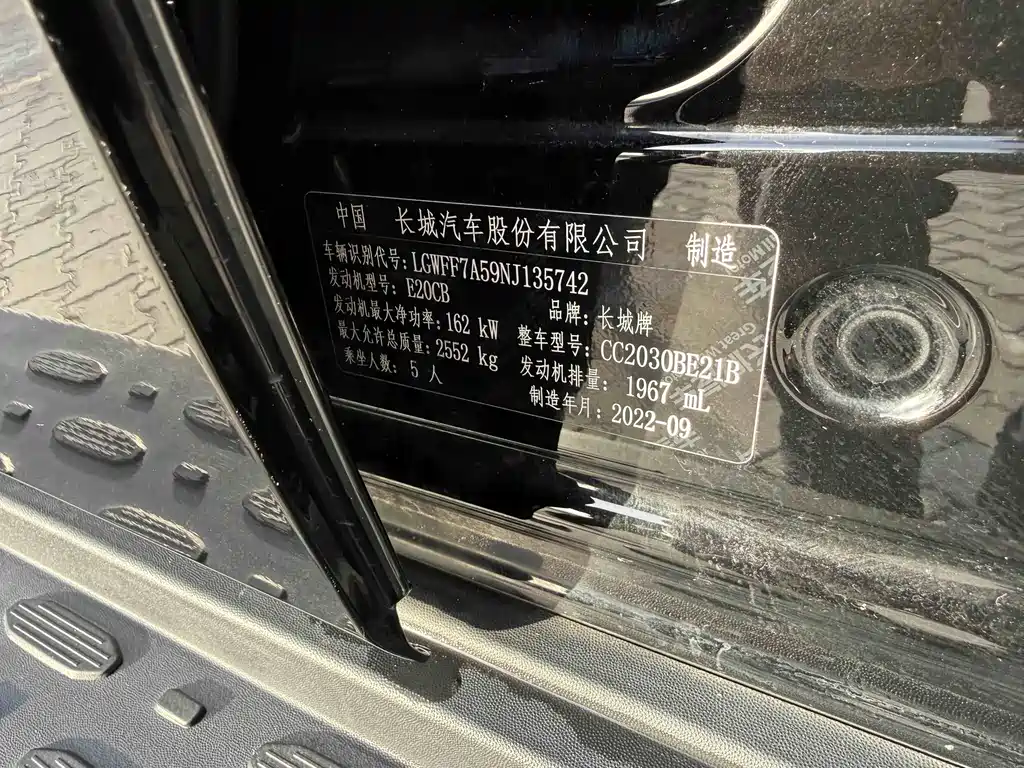 中国 长城汽车股份有限公司 制造
车辆识别代号: LGWFF7A59NJ135742
发动机型号: E20CB 品牌: 长城牌
发动机最大净功率: 162 kW 整车型号: CC2030BE21B
最大允许总质量: 2552 kg 发动机排量: 1967 mL
乘坐人数: 5 人 制造年月: 2022-09